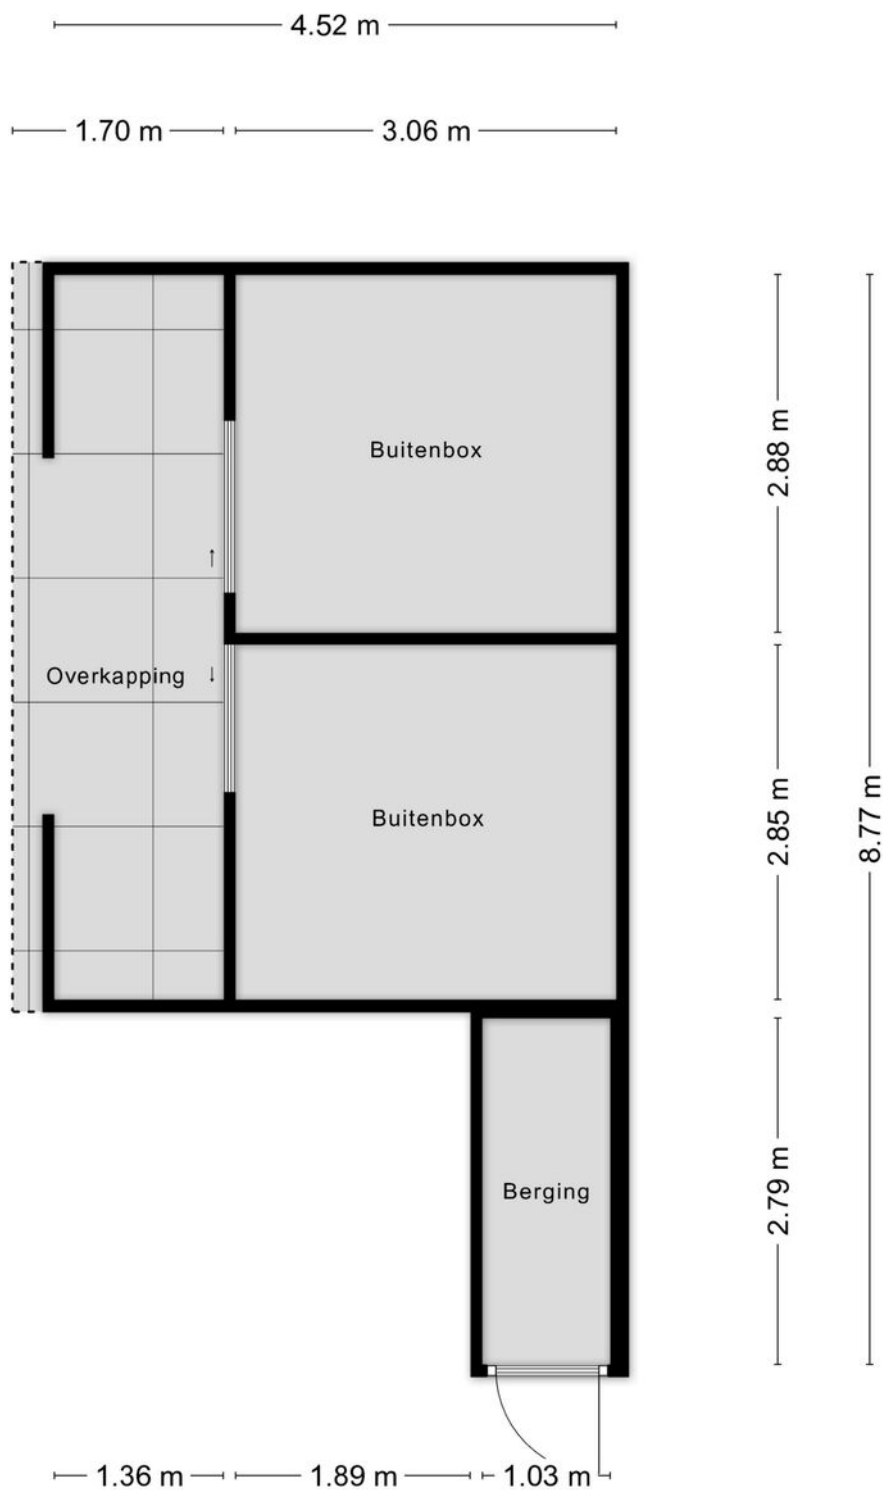 4.52 m
1.70 m
3.06 m
Buitenbox
2.88 m
Overkapping
Buitenbox
2.85 m
8.77 m
Berging
2.79 m
1.36 m
1.89 m
1.03 m